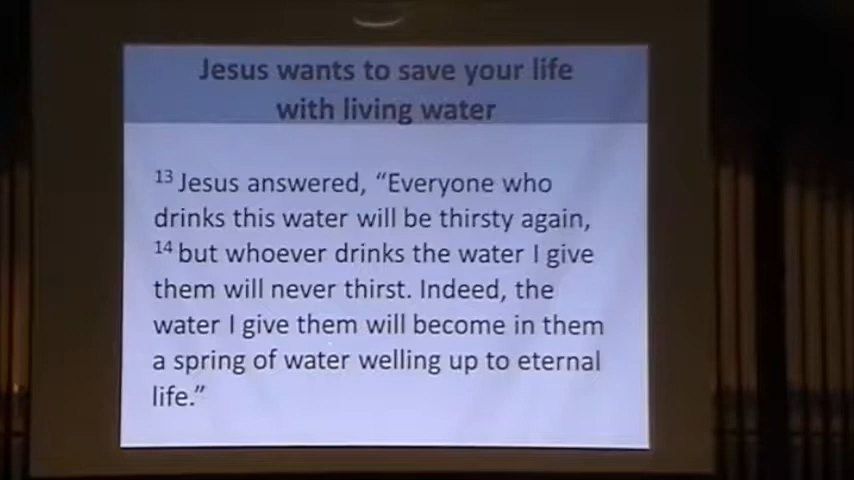 Jesus wants to save your life
with living water
13 Jesus answered, “Everyone who
drinks this water will be thirsty again,
14 but whoever drinks the water I give
them will never thirst. Indeed, the
water I give them will become in them
a spring of water welling up to eternal
life.”